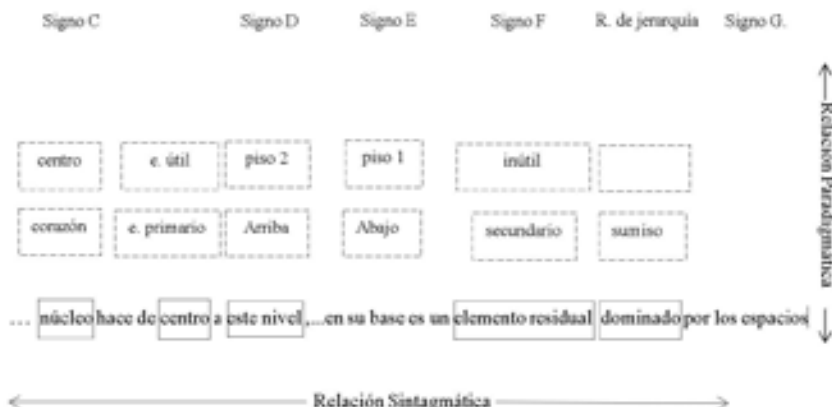 Signo C Signo D Signo E Signo F R. de jerarquía Signo G.
centro e. útil piso 2 piso 1 inútil
corazón e. primario Arriba Abajo secundario sumiso
… núcleo hace de centro a este nivel,...en su base es un elemento residual dominado por los espacios
Relación Sintagmática
Relación Paradigmática